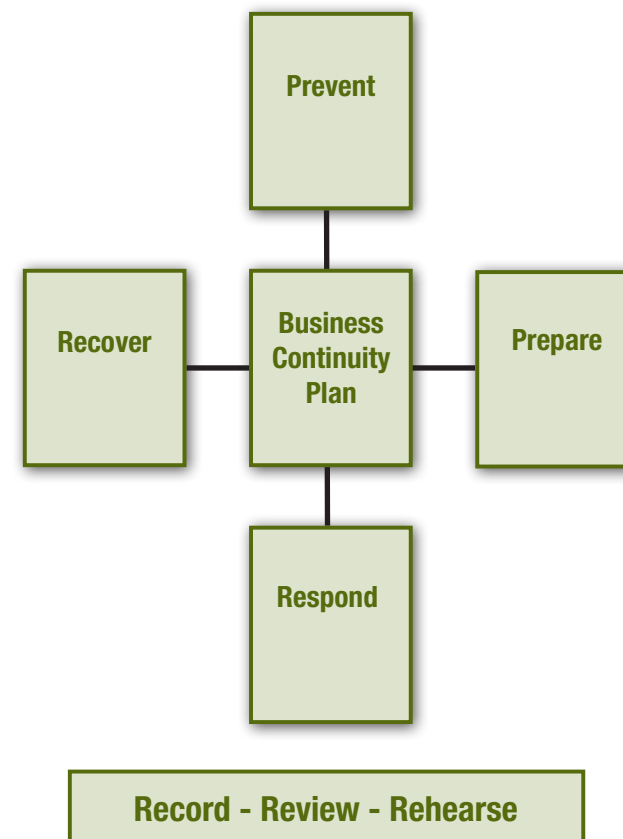 Prevent
Recover
Business
Continuity
Plan
Prepare
Respond
Record - Review - Rehearse